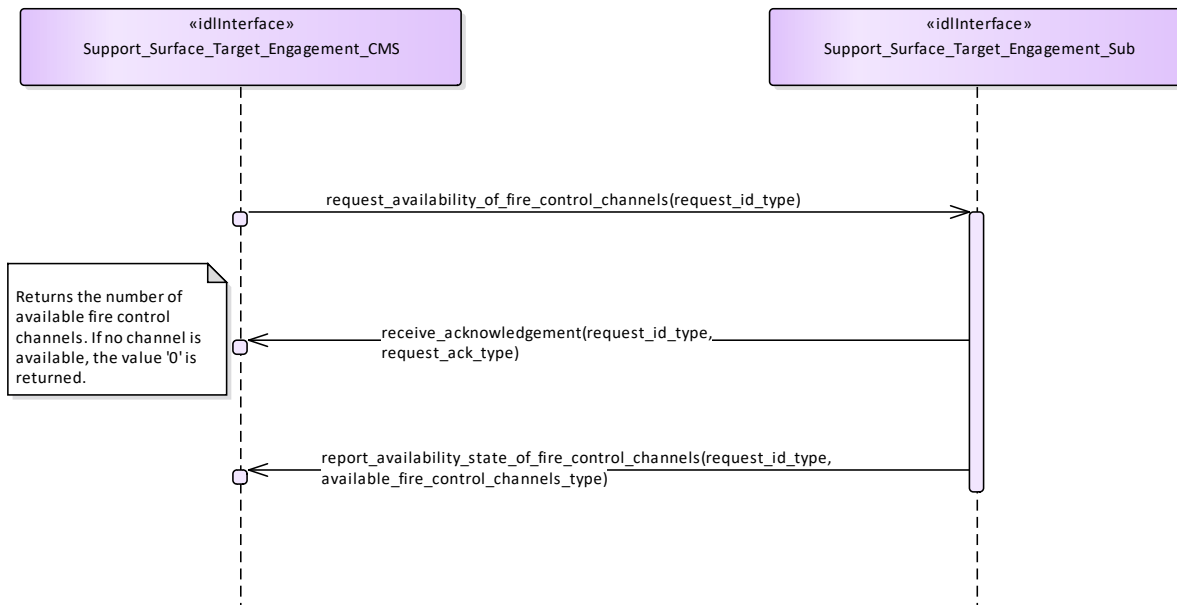 «idlInterface»
Support_Surface_Target_Engagement_CMS
«idlInterface»
Support_Surface_Target_Engagement_Sub
request_availability_of_fire_control_channels(request_id_type)
Returns the number of
available fire control
channels. If no channel is
available, the value '0' is
returned.
receive_acknowledgement(request_id_type,
request_ack_type)
report_availability_state_of_fire_control_channels(request_id_type,
available_fire_control_channels_type)